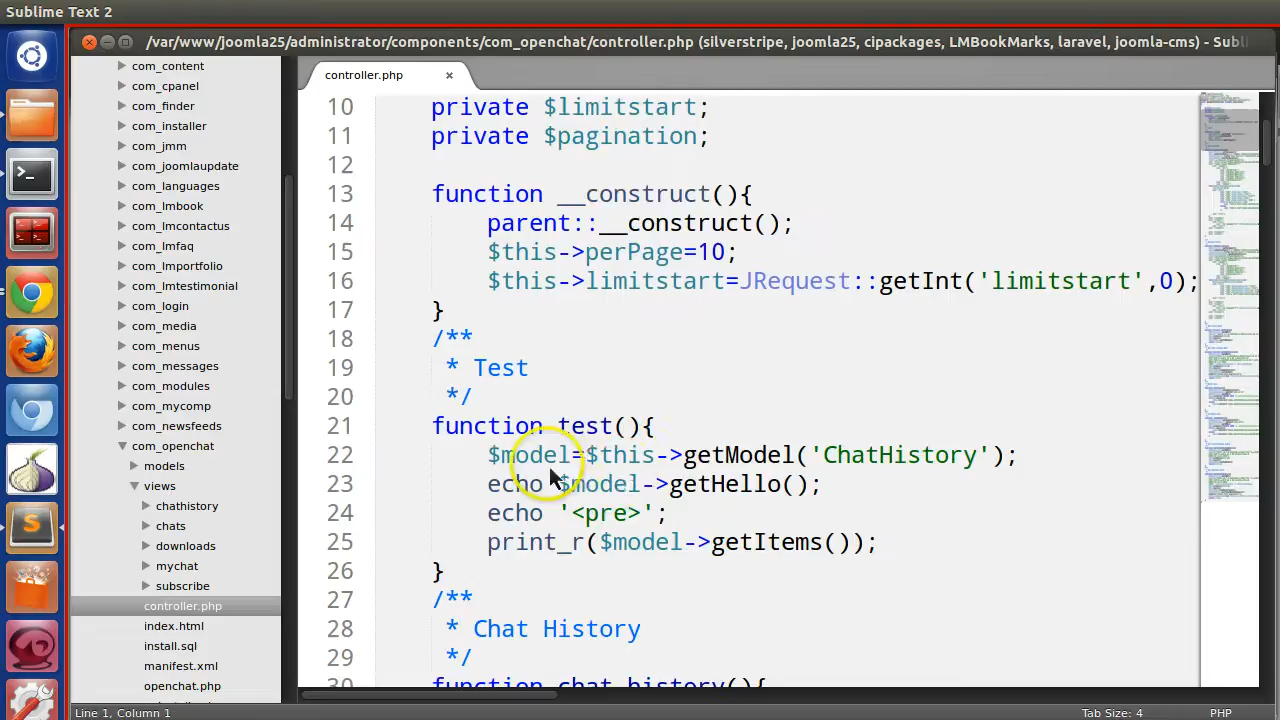 Sublime Text 2
/var/www/joomla25/administrator/components/com_openchat/controller.php (silverstripe, joomla25, cipackages, LMBookMarks, laravel, joomla-cms) - Subl
com_content
com_cpanel
com_finder
com_installer
com_jmm
com_joomlaupdate
com_languages
com_lmbook
com_lmcontactus
com_lmfaq
com_lmportfolio
com_lmtestimonial
com_login
com_media
com_menus
com_messages
com_modules
com_mycomp
com_newsfeeds
com_openchat
models
views
chathistory
chats
downloads
mychat
subscribe
controller.php
index.html
install.sql
manifest.xml
openchat.php
controller.php
10 private $limitstart;
11 private $pagination;
12
13 function __construct(){
14 parent::__construct();
15 $this->perPage=10;
16 $this->limitstart=JRequest::getInt('limitstart',0);
17 }
18 /**
19 * Test
20 */
21 function test(){
22 $model=$this->getModel('ChatHistory');
23 echo $model->getHello();
24 echo '<pre>';
25 print_r($model->getItems());
26 }
27 /**
28 * Chat History
29 */
30 function chat_history(){
Line 1, Column 1
Tab Size: 4
PHP